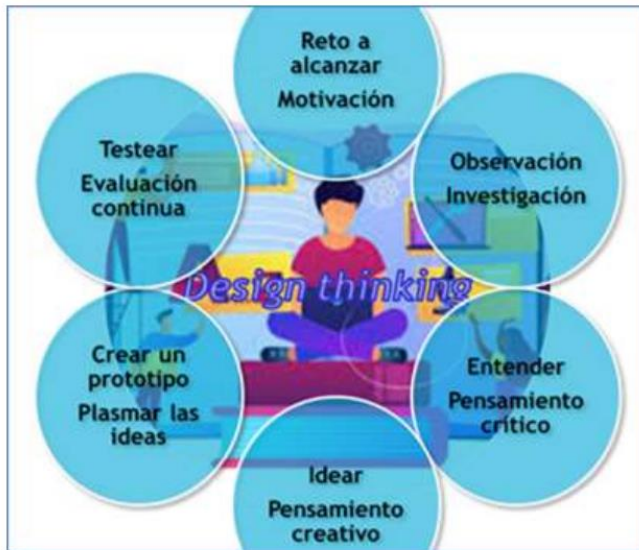 Reto a
alcanzar
Motivación
Observación
Investigación
Entender
Pensamiento
crítico
Idear
Pensamiento
creativo
Crear un
prototipo
Plasmar las
ideas
Testear
Evaluación
continua
Design thinking